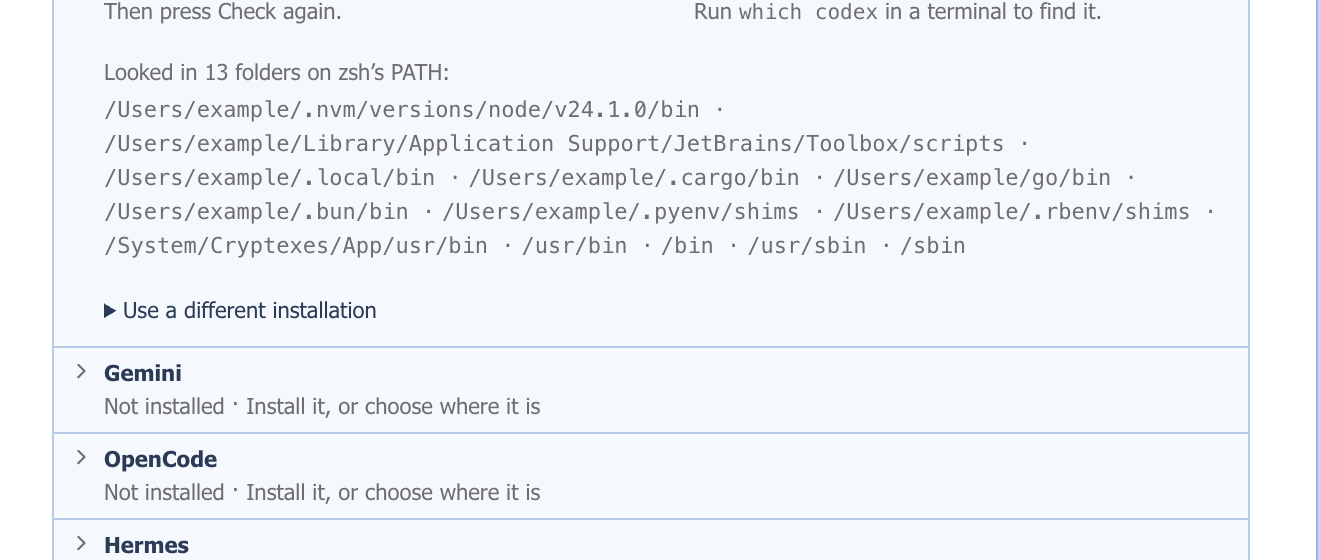 Then press Check again.
Run which codex in a terminal to find it.
Looked in 13 folders on zsh’s PATH:
/Users/example/.nvm/versions/node/v24.1.0/bin ·
/Users/example/Library/Application Support/JetBrains/Toolbox/scripts ·
/Users/example/.local/bin · /Users/example/.cargo/bin · /Users/example/go/bin ·
/Users/example/.bun/bin · /Users/example/.pyenv/shims · /Users/example/.rbenv/shims ·
/System/Cryptexes/App/usr/bin · /usr/bin · /bin · /usr/sbin · /sbin
Use a different installation
Gemini
Not installed · Install it, or choose where it is
OpenCode
Not installed · Install it, or choose where it is
Hermes